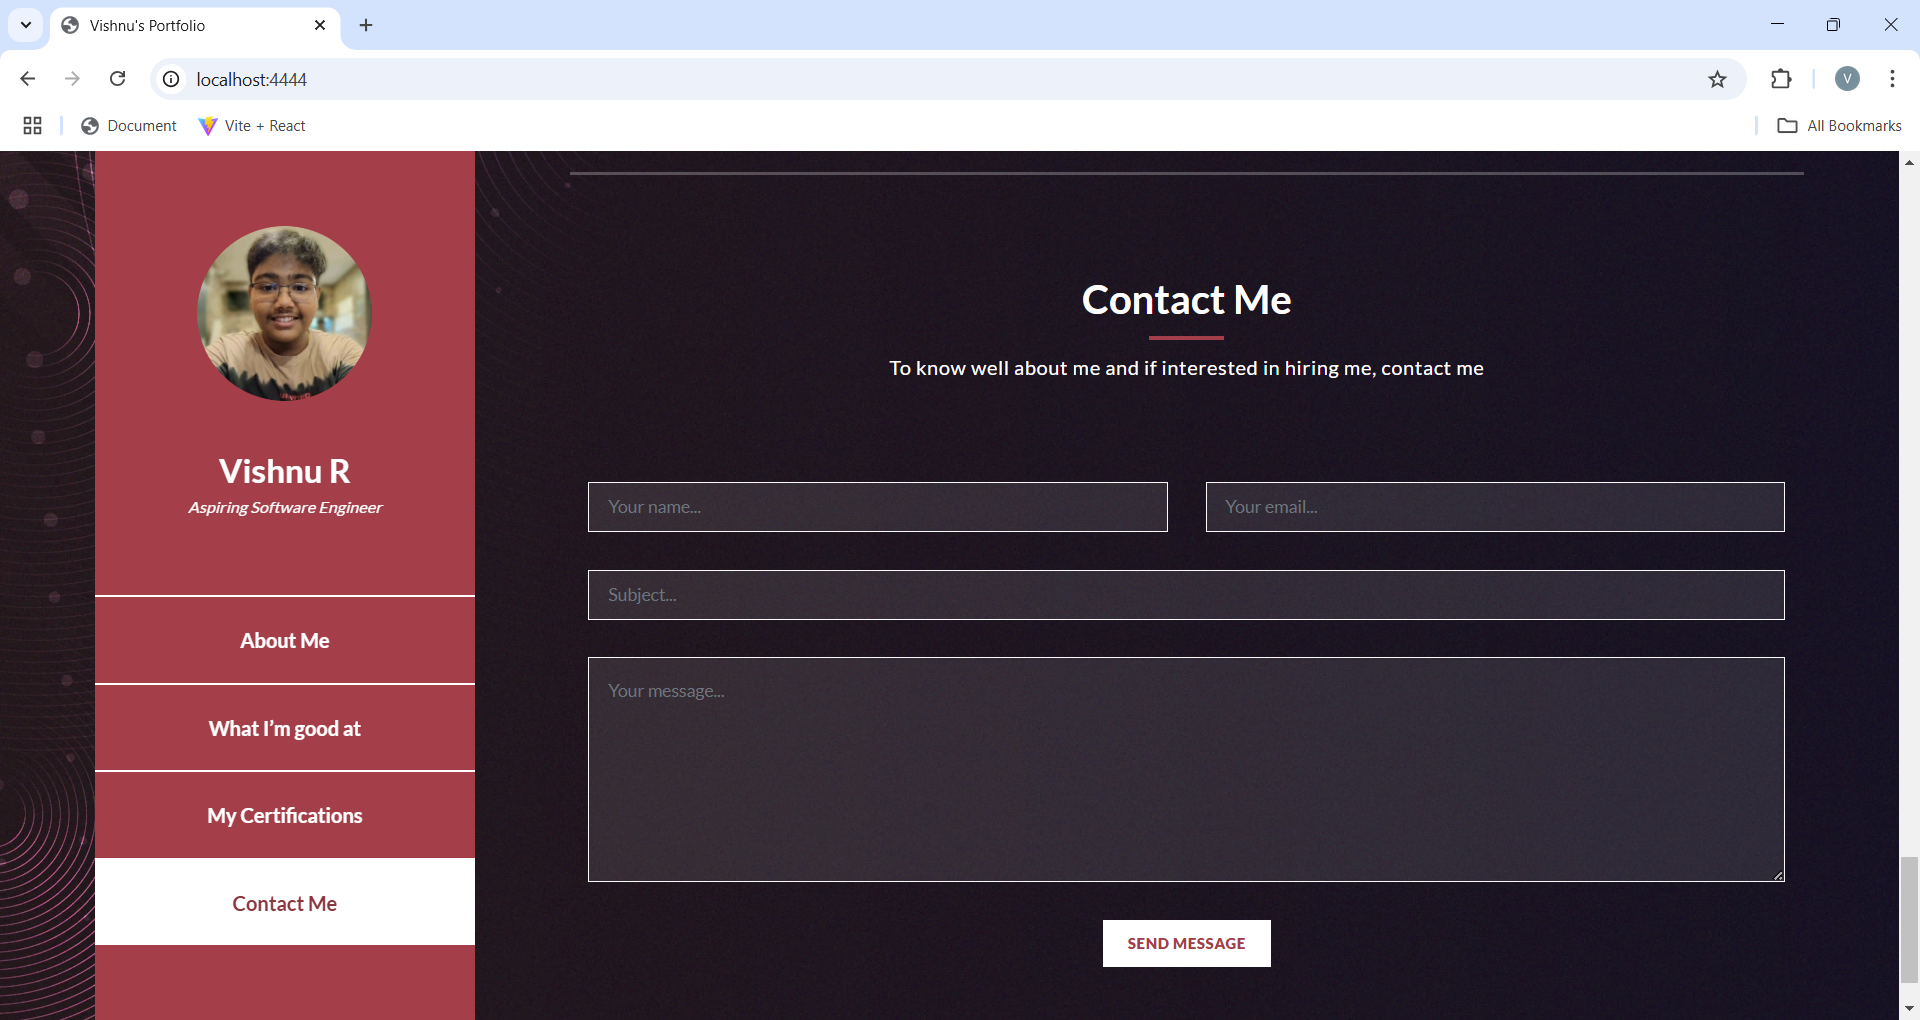 Vishnu's Portfolio
localhost:4444
V
Document
Vite + React
All Bookmarks
Vishnu R
Aspiring Software Engineer
About Me
What I’m good at
My Certifications
Contact Me
Contact Me
To know well about me and if interested in hiring me, contact me
Your name...
Your email...
Subject...
Your message...
SEND MESSAGE